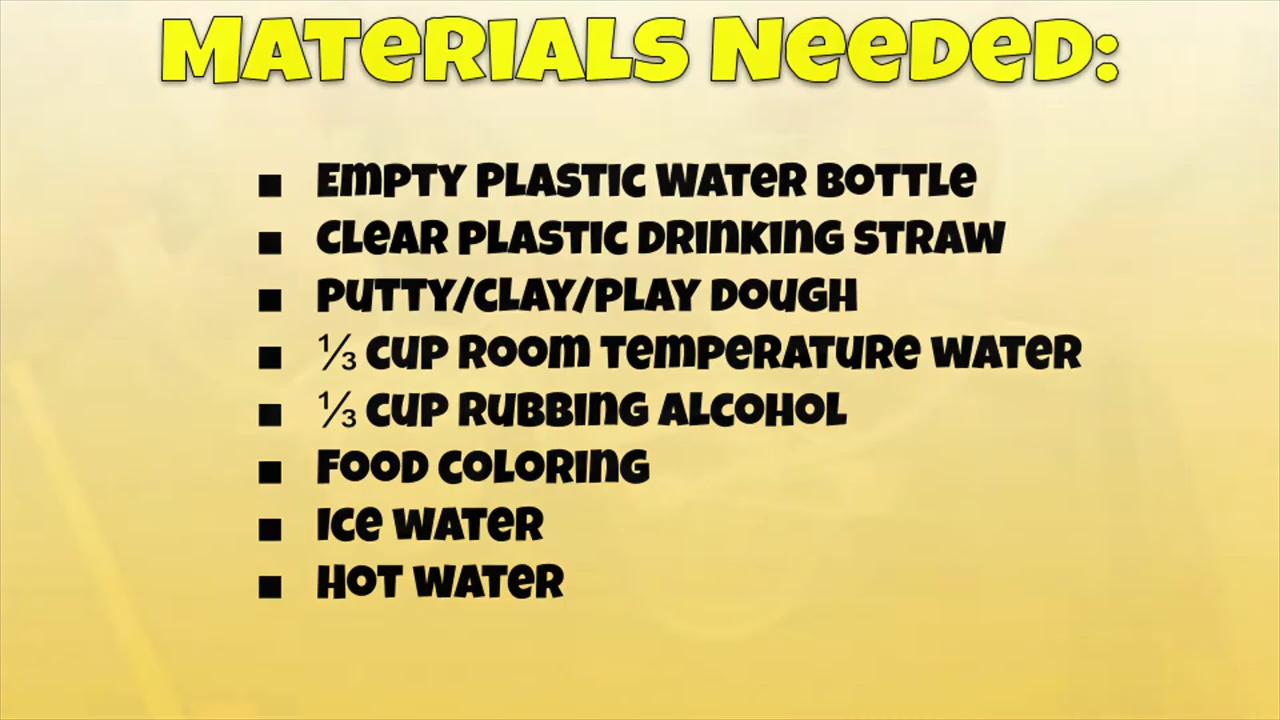 Materials Needed:
▪ Empty Plastic Water Bottle
▪ Clear Plastic Drinking Straw
▪ Putty/Clay/Play Dough
▪ ⅓ Cup Room Temperature Water
▪ ⅓ Cup Rubbing Alcohol
▪ Food Coloring
▪ Ice Water
▪ Hot Water